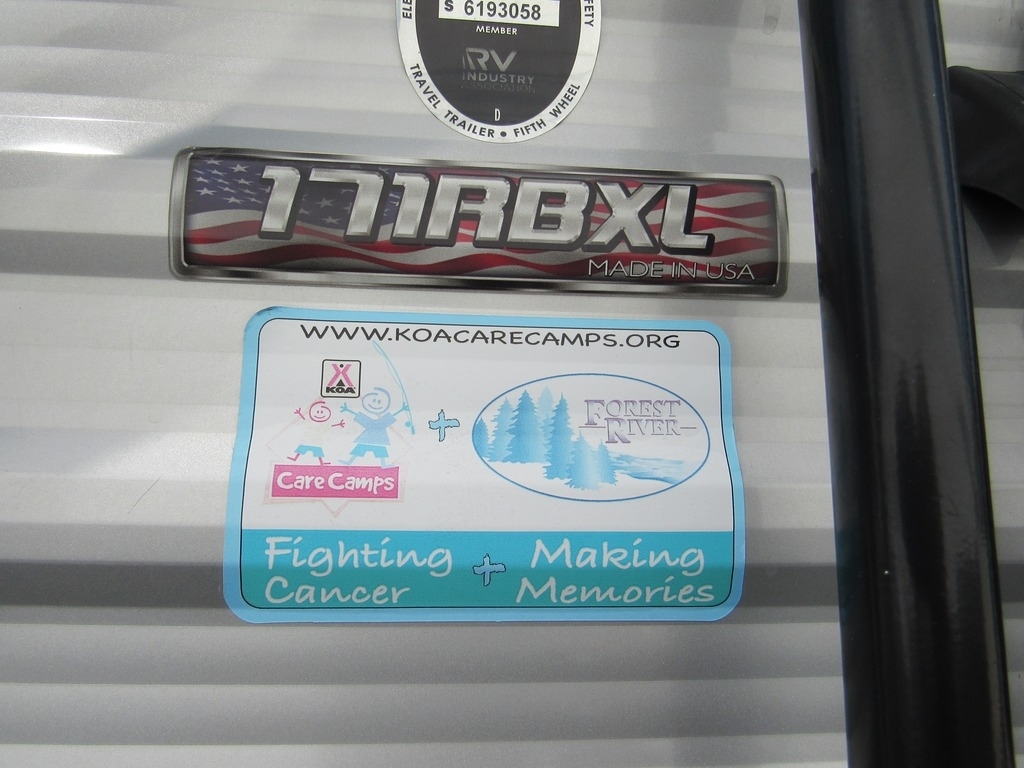 S 6193058
MEMBER
RV
INDUSTRY
ASSOCIATION
D
TRAVEL TRAILER • FIFTH WHEEL
171RBXL
MADE IN USA
WWW.KOACARECAMPS.ORG
KOA
Care Camps
+
FOREST
RIVER
Fighting + Making
Cancer Memories